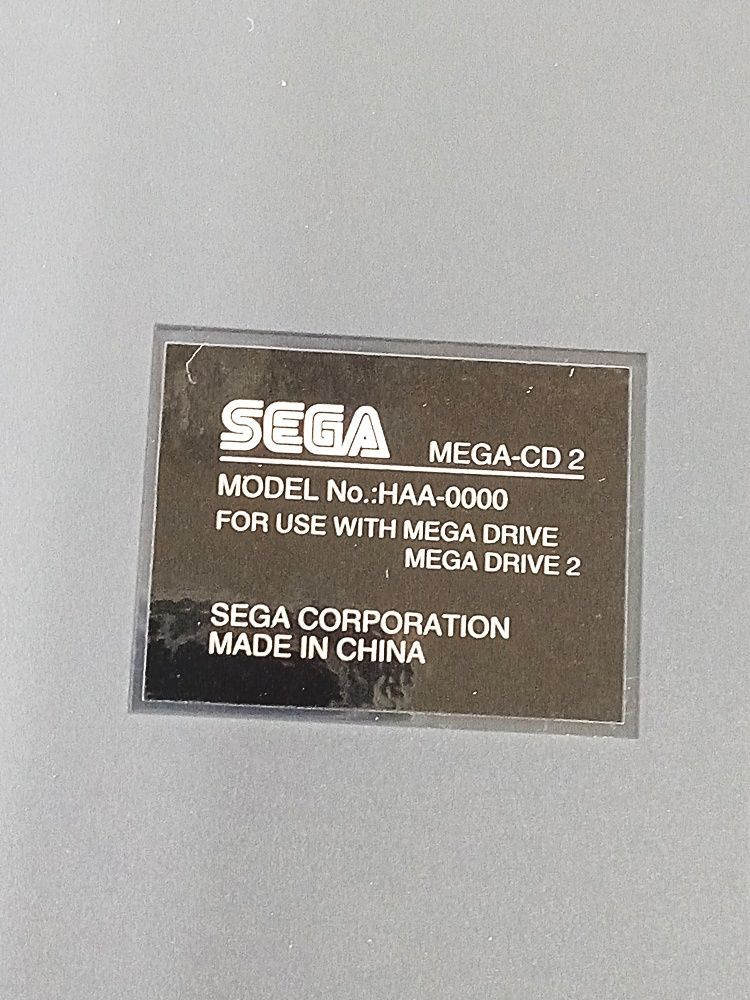 SEGA MEGA-CD 2
MODEL No.:HAA-0000
FOR USE WITH MEGA DRIVE
MEGA DRIVE 2
SEGA CORPORATION
MADE IN CHINA